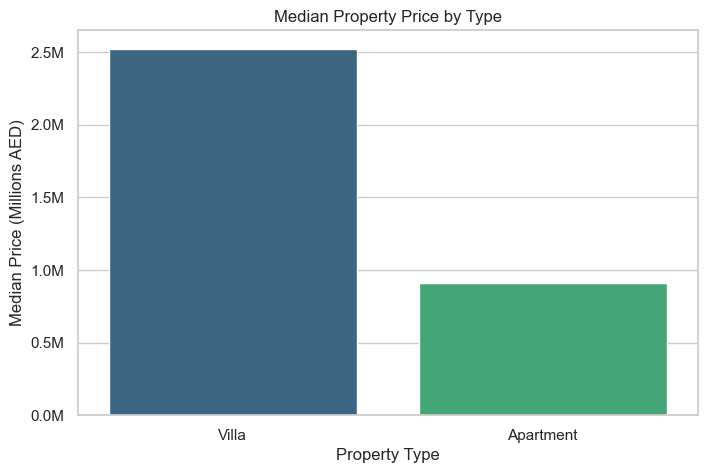 Median Property Price by Type
Median Price (Millions AED)
2.5M
2.0M
1.5M
1.0M
0.5M
0.0M
Villa
Apartment
Property Type